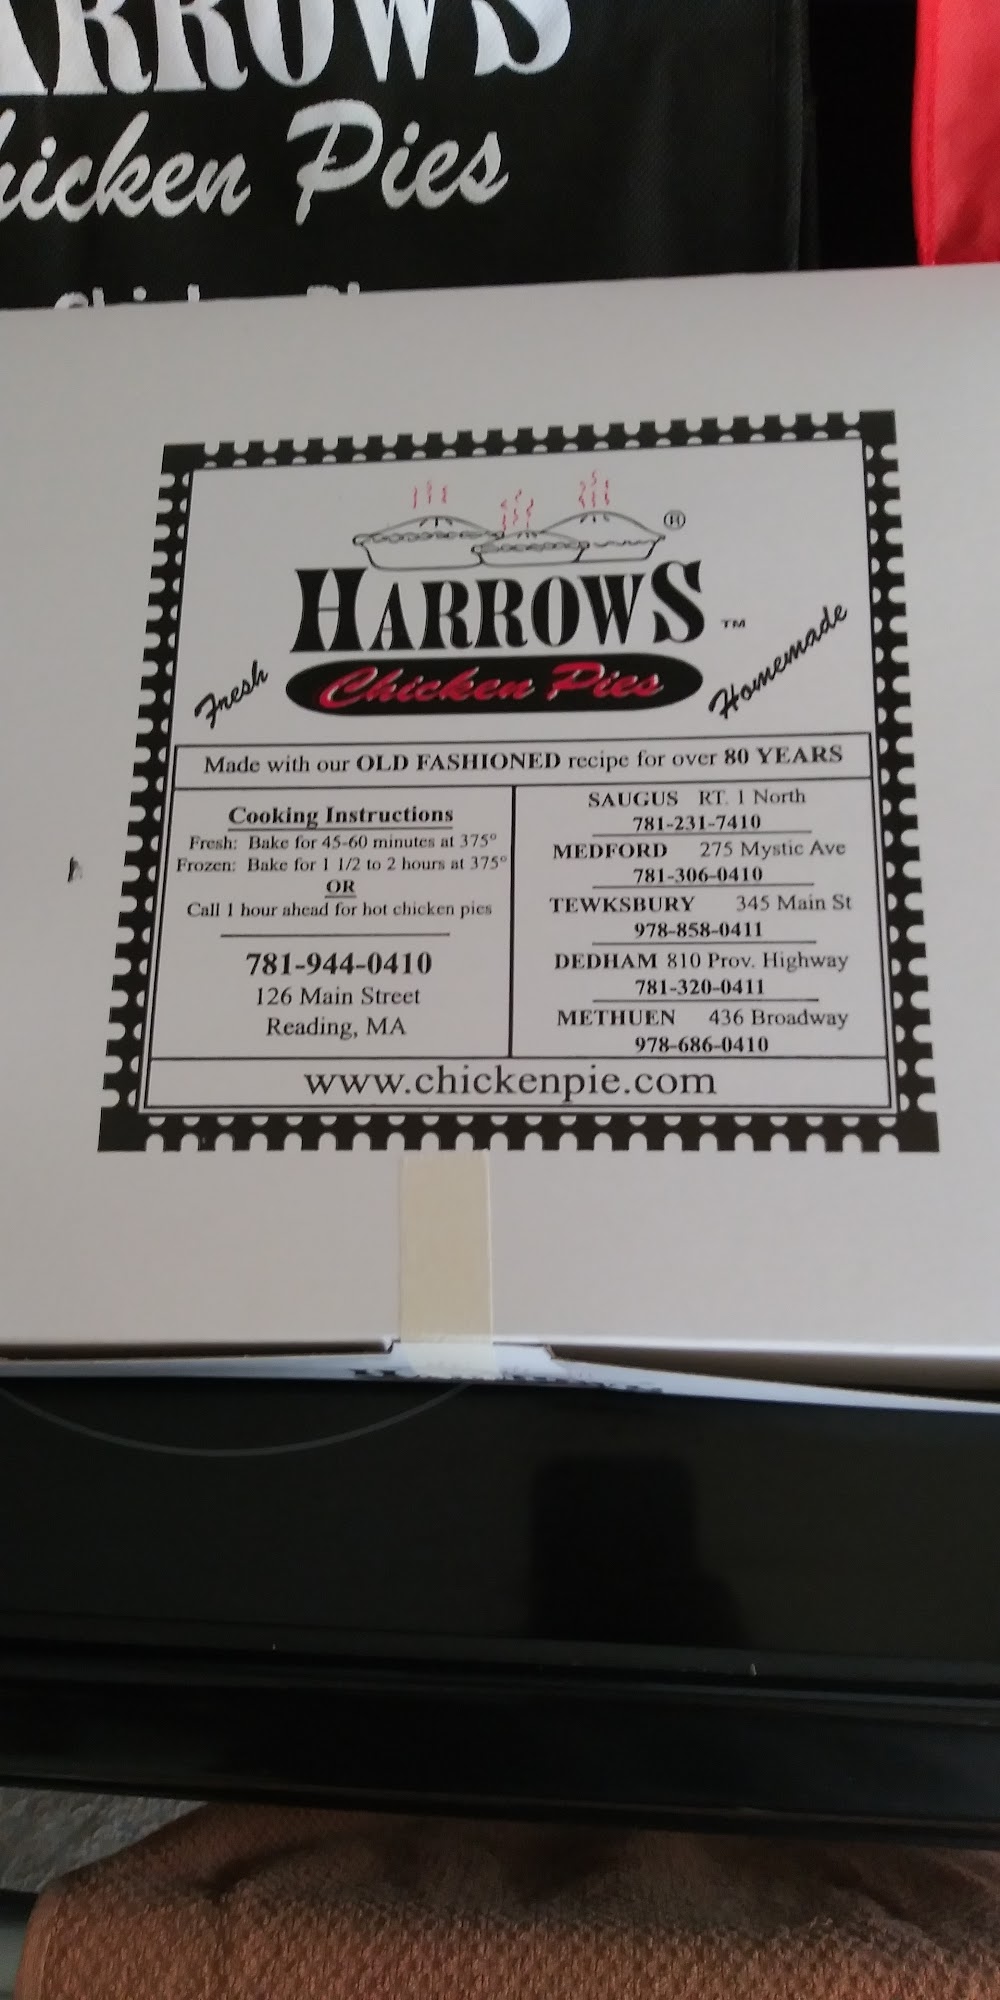 ARROWS
hicken Pies
Chicken Pi
®
HARROWS ™
Fresh
Chicken Pies
Homemade
Made with our OLD FASHIONED recipe for over 80 YEARS
Cooking Instructions
Fresh: Bake for 45-60 minutes at 375°
Frozen: Bake for 1 1/2 to 2 hours at 375°
OR
Call 1 hour ahead for hot chicken pies
781-944-0410
126 Main Street
Reading, MA
SAUGUS RT. 1 North
781-231-7410
MEDFORD 275 Mystic Ave
781-306-0410
TEWKSBURY 345 Main St
978-858-0411
DEDHAM 810 Prov. Highway
781-320-0411
METHUEN 436 Broadway
978-686-0410
www.chickenpie.com